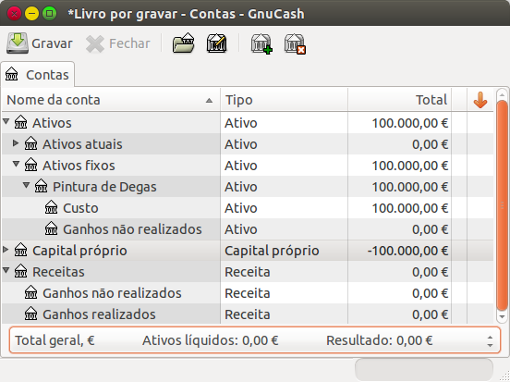 *Livro por gravar - Contas - GnuCash
Gravar Fechar
Contas
Nome da conta Tipo Total
Ativos Ativo 100.000,00 €
Ativos atuais Ativo 0,00 €
Ativos fixos Ativo 100.000,00 €
Pintura de Degas Ativo 100.000,00 €
Custo Ativo 100.000,00 €
Ganhos não realizados Ativo 0,00 €
Capital próprio Capital próprio -100.000,00 €
Receitas Receita 0,00 €
Ganhos não realizados Receita 0,00 €
Ganhos realizados Receita 0,00 €
Total geral, € Ativos líquidos: 0,00 € Resultado: 0,00 €